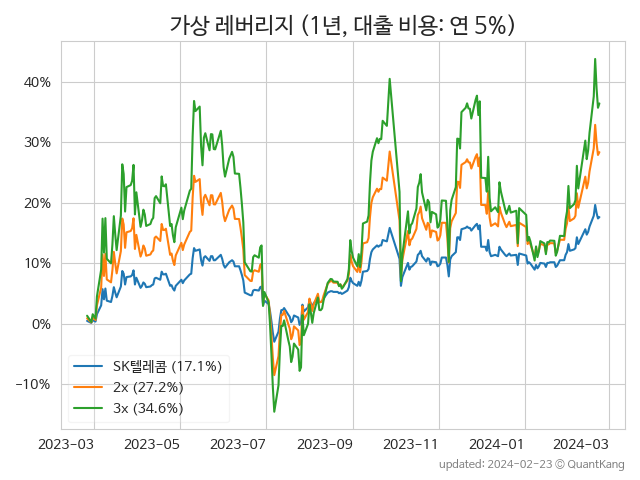 가상 레버리지 (1년, 대출 비용: 연 5%)
40%
30%
20%
10%
0%
−10%
SK텔레콤 (17.1%)
2x (27.2%)
3x (34.6%)
2023-03 2023-05 2023-07 2023-09 2023-11 2024-01 2024-03
updated: 2024-02-23 © QuantKang